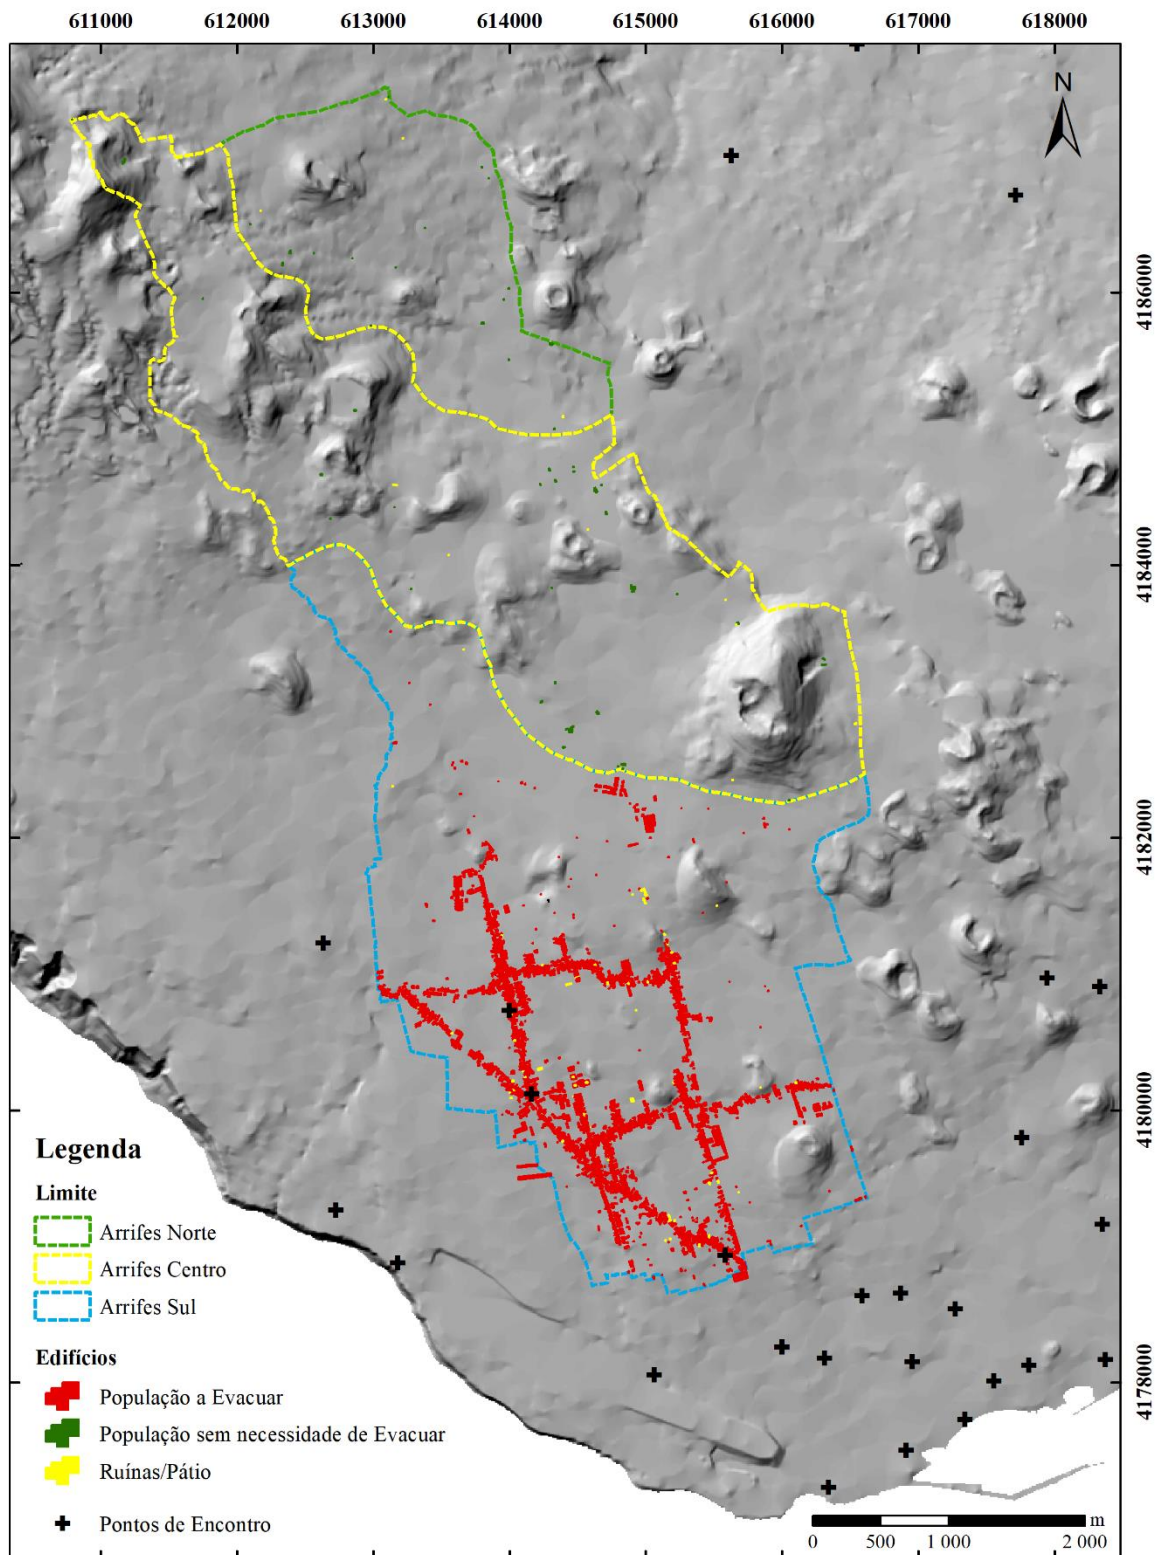 611000 612000 613000 614000 615000 616000 617000 618000
N
4186000
4184000
4182000
4180000
4178000
Legenda
Limite
Arrifes Norte
Arrifes Centro
Arrifes Sul
Edifícios
População a Evacuar
População sem necessidade de Evacuar
Ruínas/Pátio
Pontos de Encontro
m
0 500 1 000 2 000